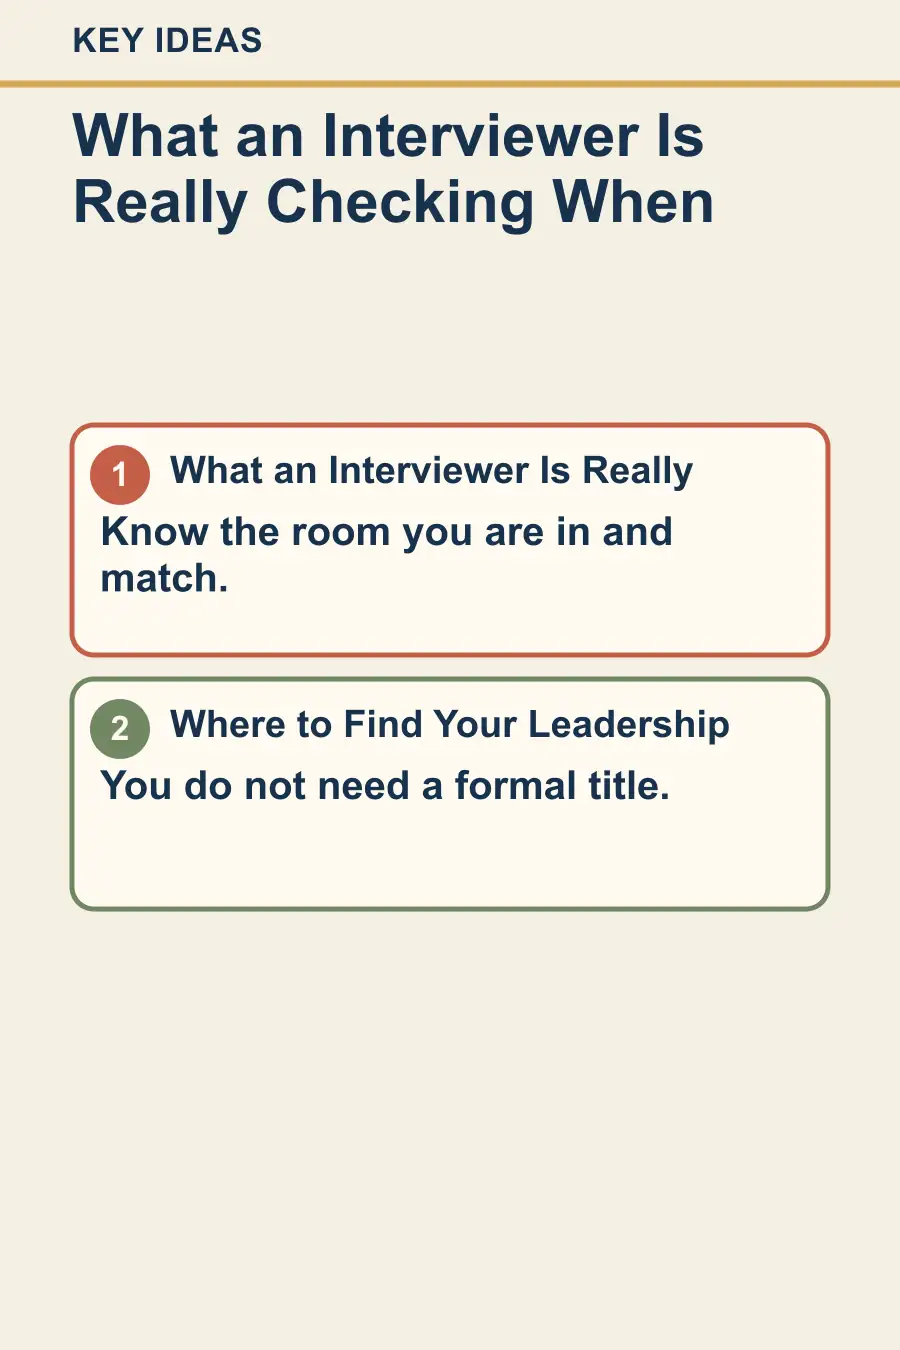 KEY IDEAS
What an Interviewer Is
Really Checking When
1 What an Interviewer Is Really
Know the room you are in and
match.
2 Where to Find Your Leadership
You do not need a formal title.